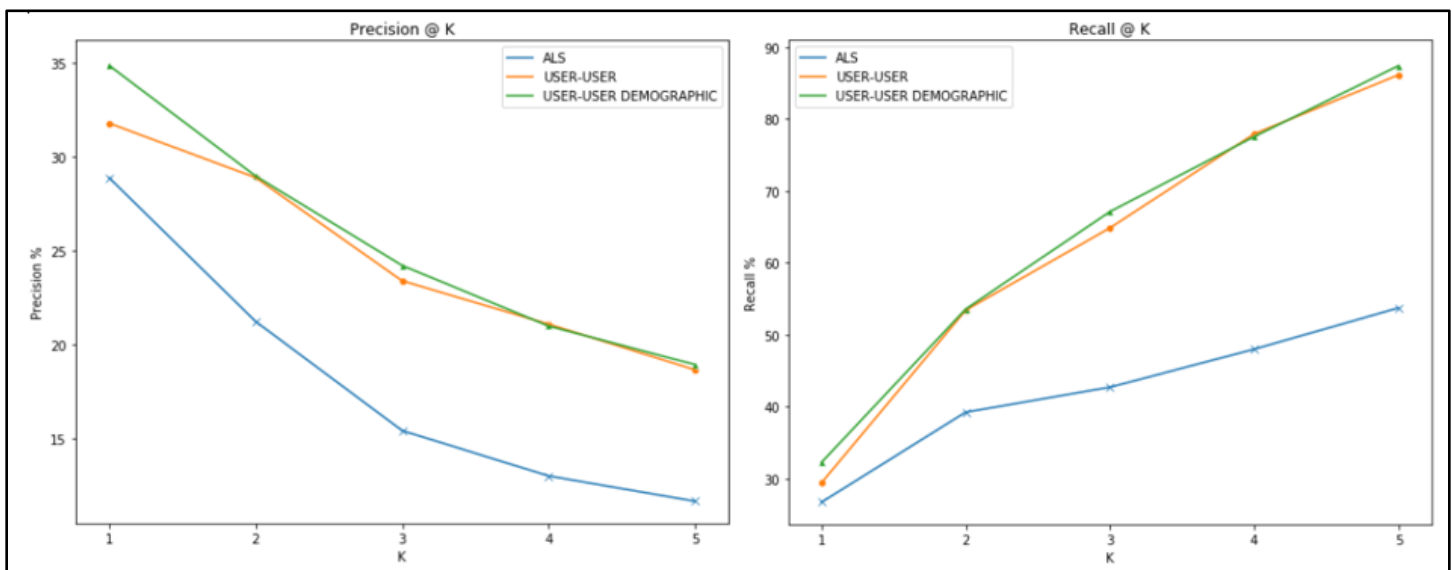 Precision @ K
ALS
USER-USER
USER-USER DEMOGRAPHIC
35
30
25
20
15
Precision %
1 2 3 4 5
K
Recall @ K
ALS
USER-USER
USER-USER DEMOGRAPHIC
90
80
70
60
50
40
30
Recall %
1 2 3 4 5
K